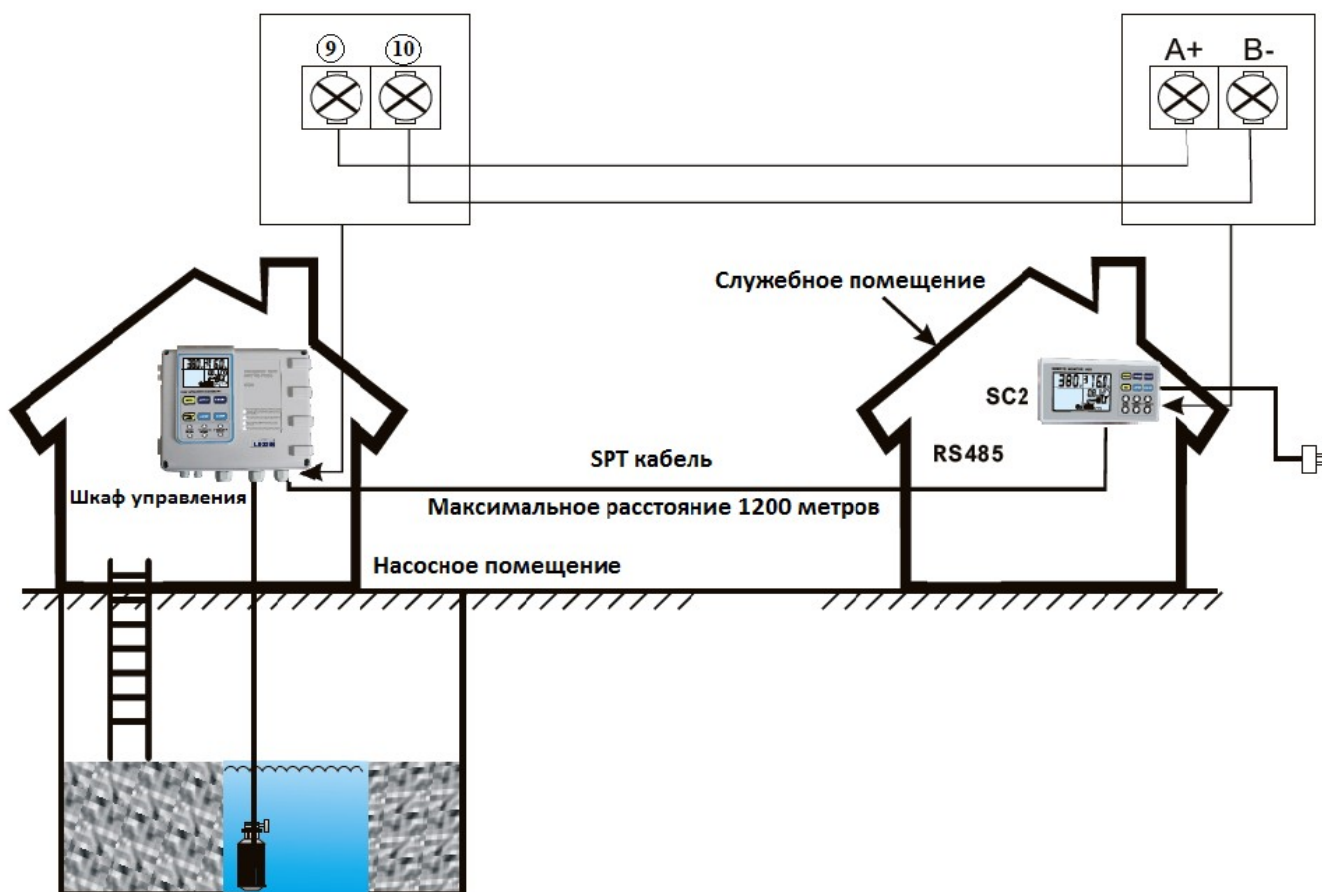 9 10
A+ B-
Служебное помещение
SC2
RS485
SPT кабель
Шкаф управления
Максимальное расстояние 1200 метров
Насосное помещение